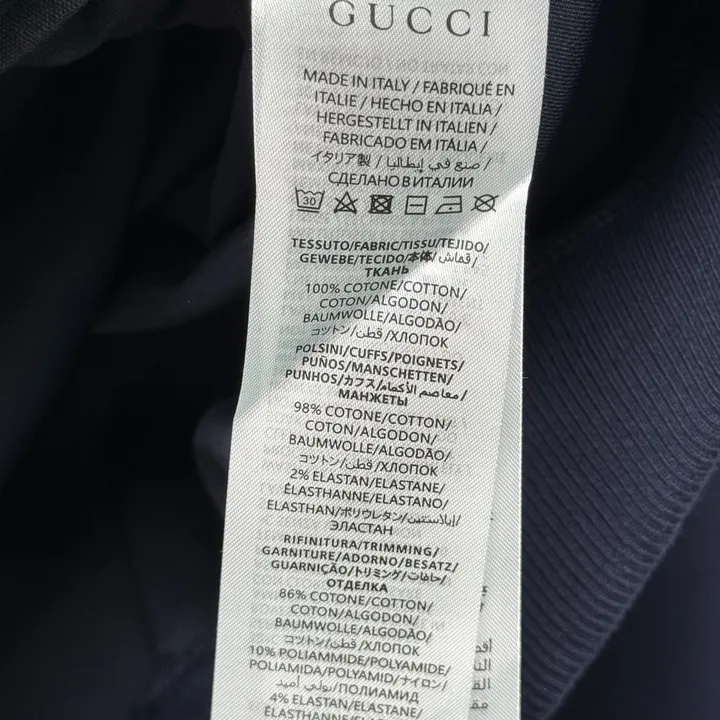 GUCCI
MADE IN ITALY / FABRIQUÉ EN
ITALIE / HECHO EN ITALIA /
HERGESTELLT IN ITALIEN /
FABRICADO EM ITÁLIA /
イタリア製 / صنع في إيطاليا /
СДЕЛАНО В ИТАЛИИ
30
TESSUTO/FABRIC/TISSU/TEJIDO/
GEWEBE/TECIDO/本体/قماش/
ТКАНЬ
100% COTONE/COTTON/
COTON/ALGODON/
BAUMWOLLE/ALGODÃO/
コットン/قطن/ХЛОПОК
POLSINI/CUFFS/POIGNETS/
PUÑOS/MANSCHETTEN/
PUNHOS/カフス/معاصم الأكمام/
МАНЖЕТЫ
98% COTONE/COTTON/
COTON/ALGODON/
BAUMWOLLE/ALGODÃO/
コットン/قطن/ХЛОПОК
2% ELASTAN/ELASTANE/
ÉLASTHANNE/ELASTANO/
ELASTHAN/ポリウレタン/إيلاستين/
ЭЛАСТАН
RIFINITURA/TRIMMING/
GARNITURE/ADORNO/BESATZ/
GUARNIÇÃO/トリミング/حافات/
ОТДЕЛКА
86% COTONE/COTTON/
COTON/ALGODON/
BAUMWOLLE/ALGODÃO/
コットン/قطن/ХЛОПОК
10% POLIAMMIDE/POLYAMIDE/
POLIAMIDA/POLYAMID/ナイロン/
بولي أميد/ПОЛИАМИД
4% ELASTAN/ELASTANE/
ÉLASTHANNE/ELASTANO/